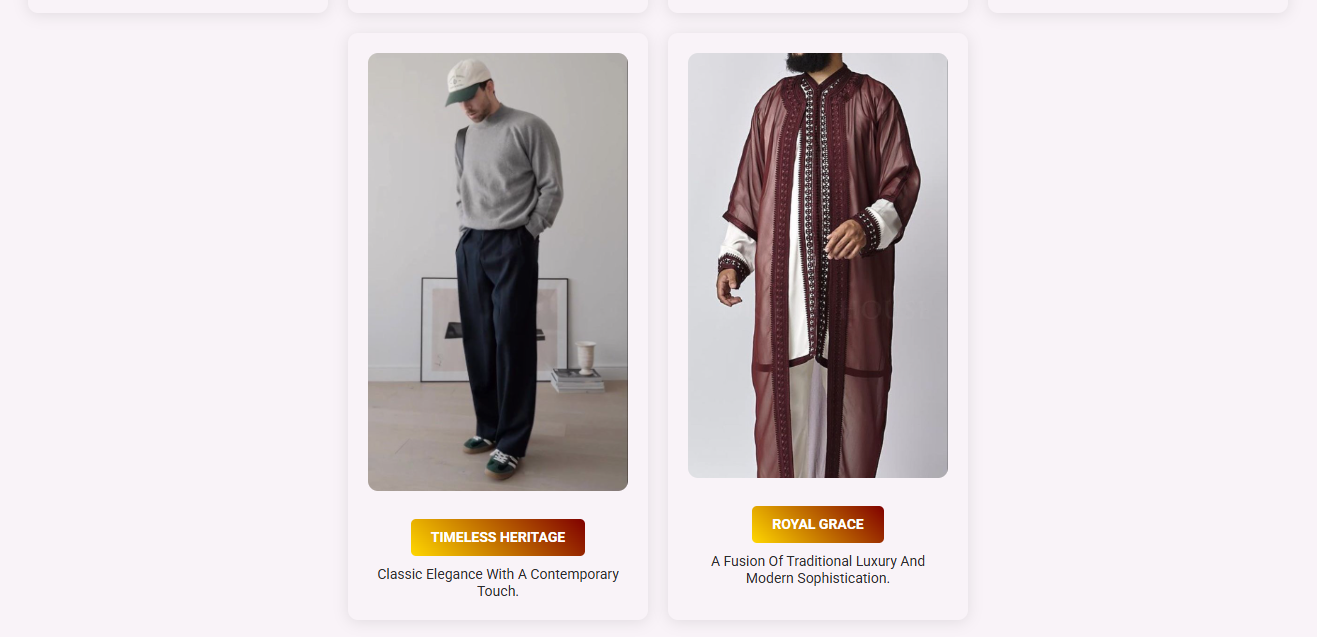 TIMELESS HERITAGE
Classic Elegance With A Contemporary
Touch.
ROYAL GRACE
A Fusion Of Traditional Luxury And
Modern Sophistication.